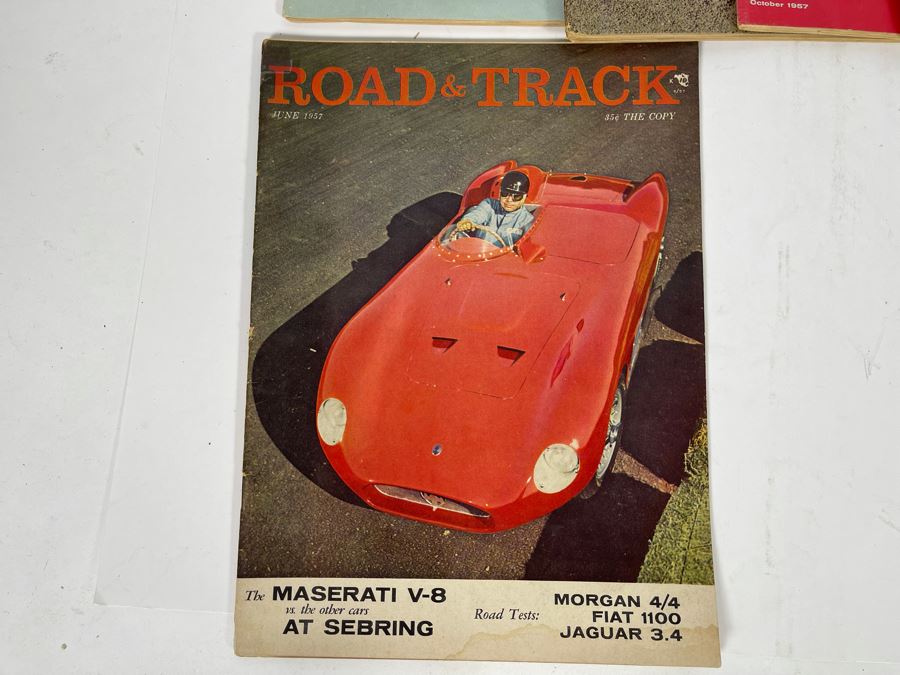 October 1957
ROAD & TRACK
JUNE 1957
35¢ THE COPY
The MASERATI V-8
vs. the other cars
AT SEBRING
Road Tests:
MORGAN 4/4
FIAT 1100
JAGUAR 3.4